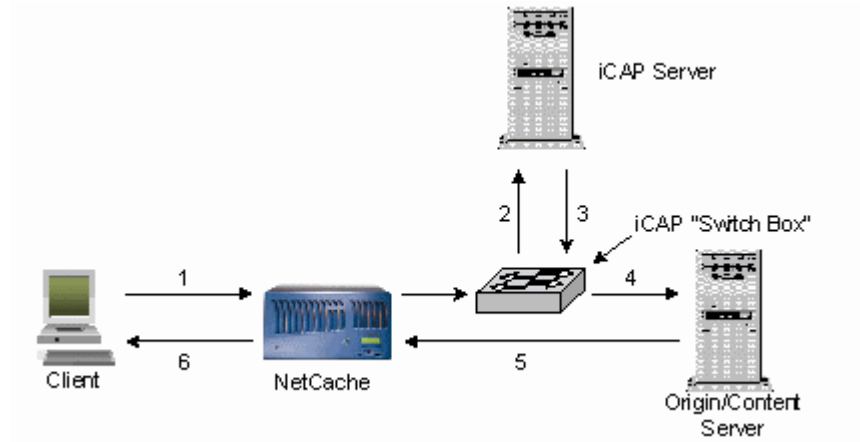 iCAP Server
2
3
iCAP "Switch Box"
1
4
6
5
Client
NetCache
Origin/Content
Server